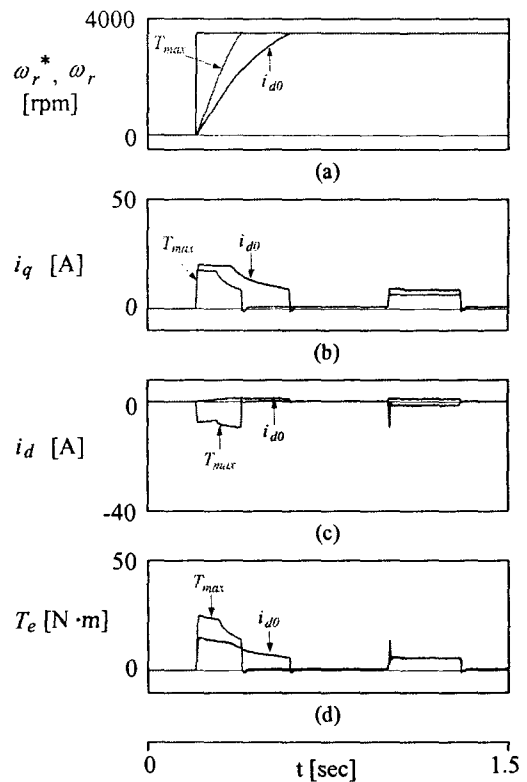 4000
T_max
ω_r*, ω_r
i_d0
[rpm]
0
(a)
50
T_max
i_d0
i_q [A]
0
(b)
0
i_d0
i_d [A]
T_max
-40
(c)
50
T_max
T_e [N·m]
i_d0
0
(d)
0
t [sec]
1.5